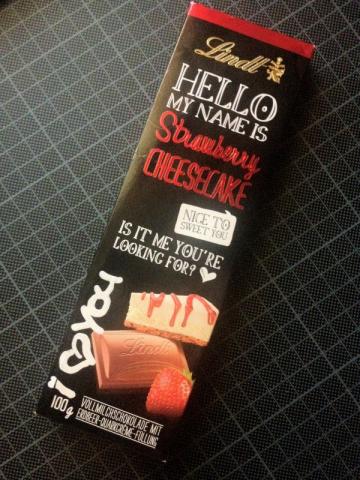 Lindt
HELLO
MY NAME IS
Strawberry
CHEESECAKE
NICE TO
SWEET YOU
IS IT ME YOU'RE
LOOKING FOR?
i ♡ YOU
Lindt
100g
VOLLMILCHSCHOKOLADE MIT
ERDBEER-QUARKCREME-FÜLLUNG